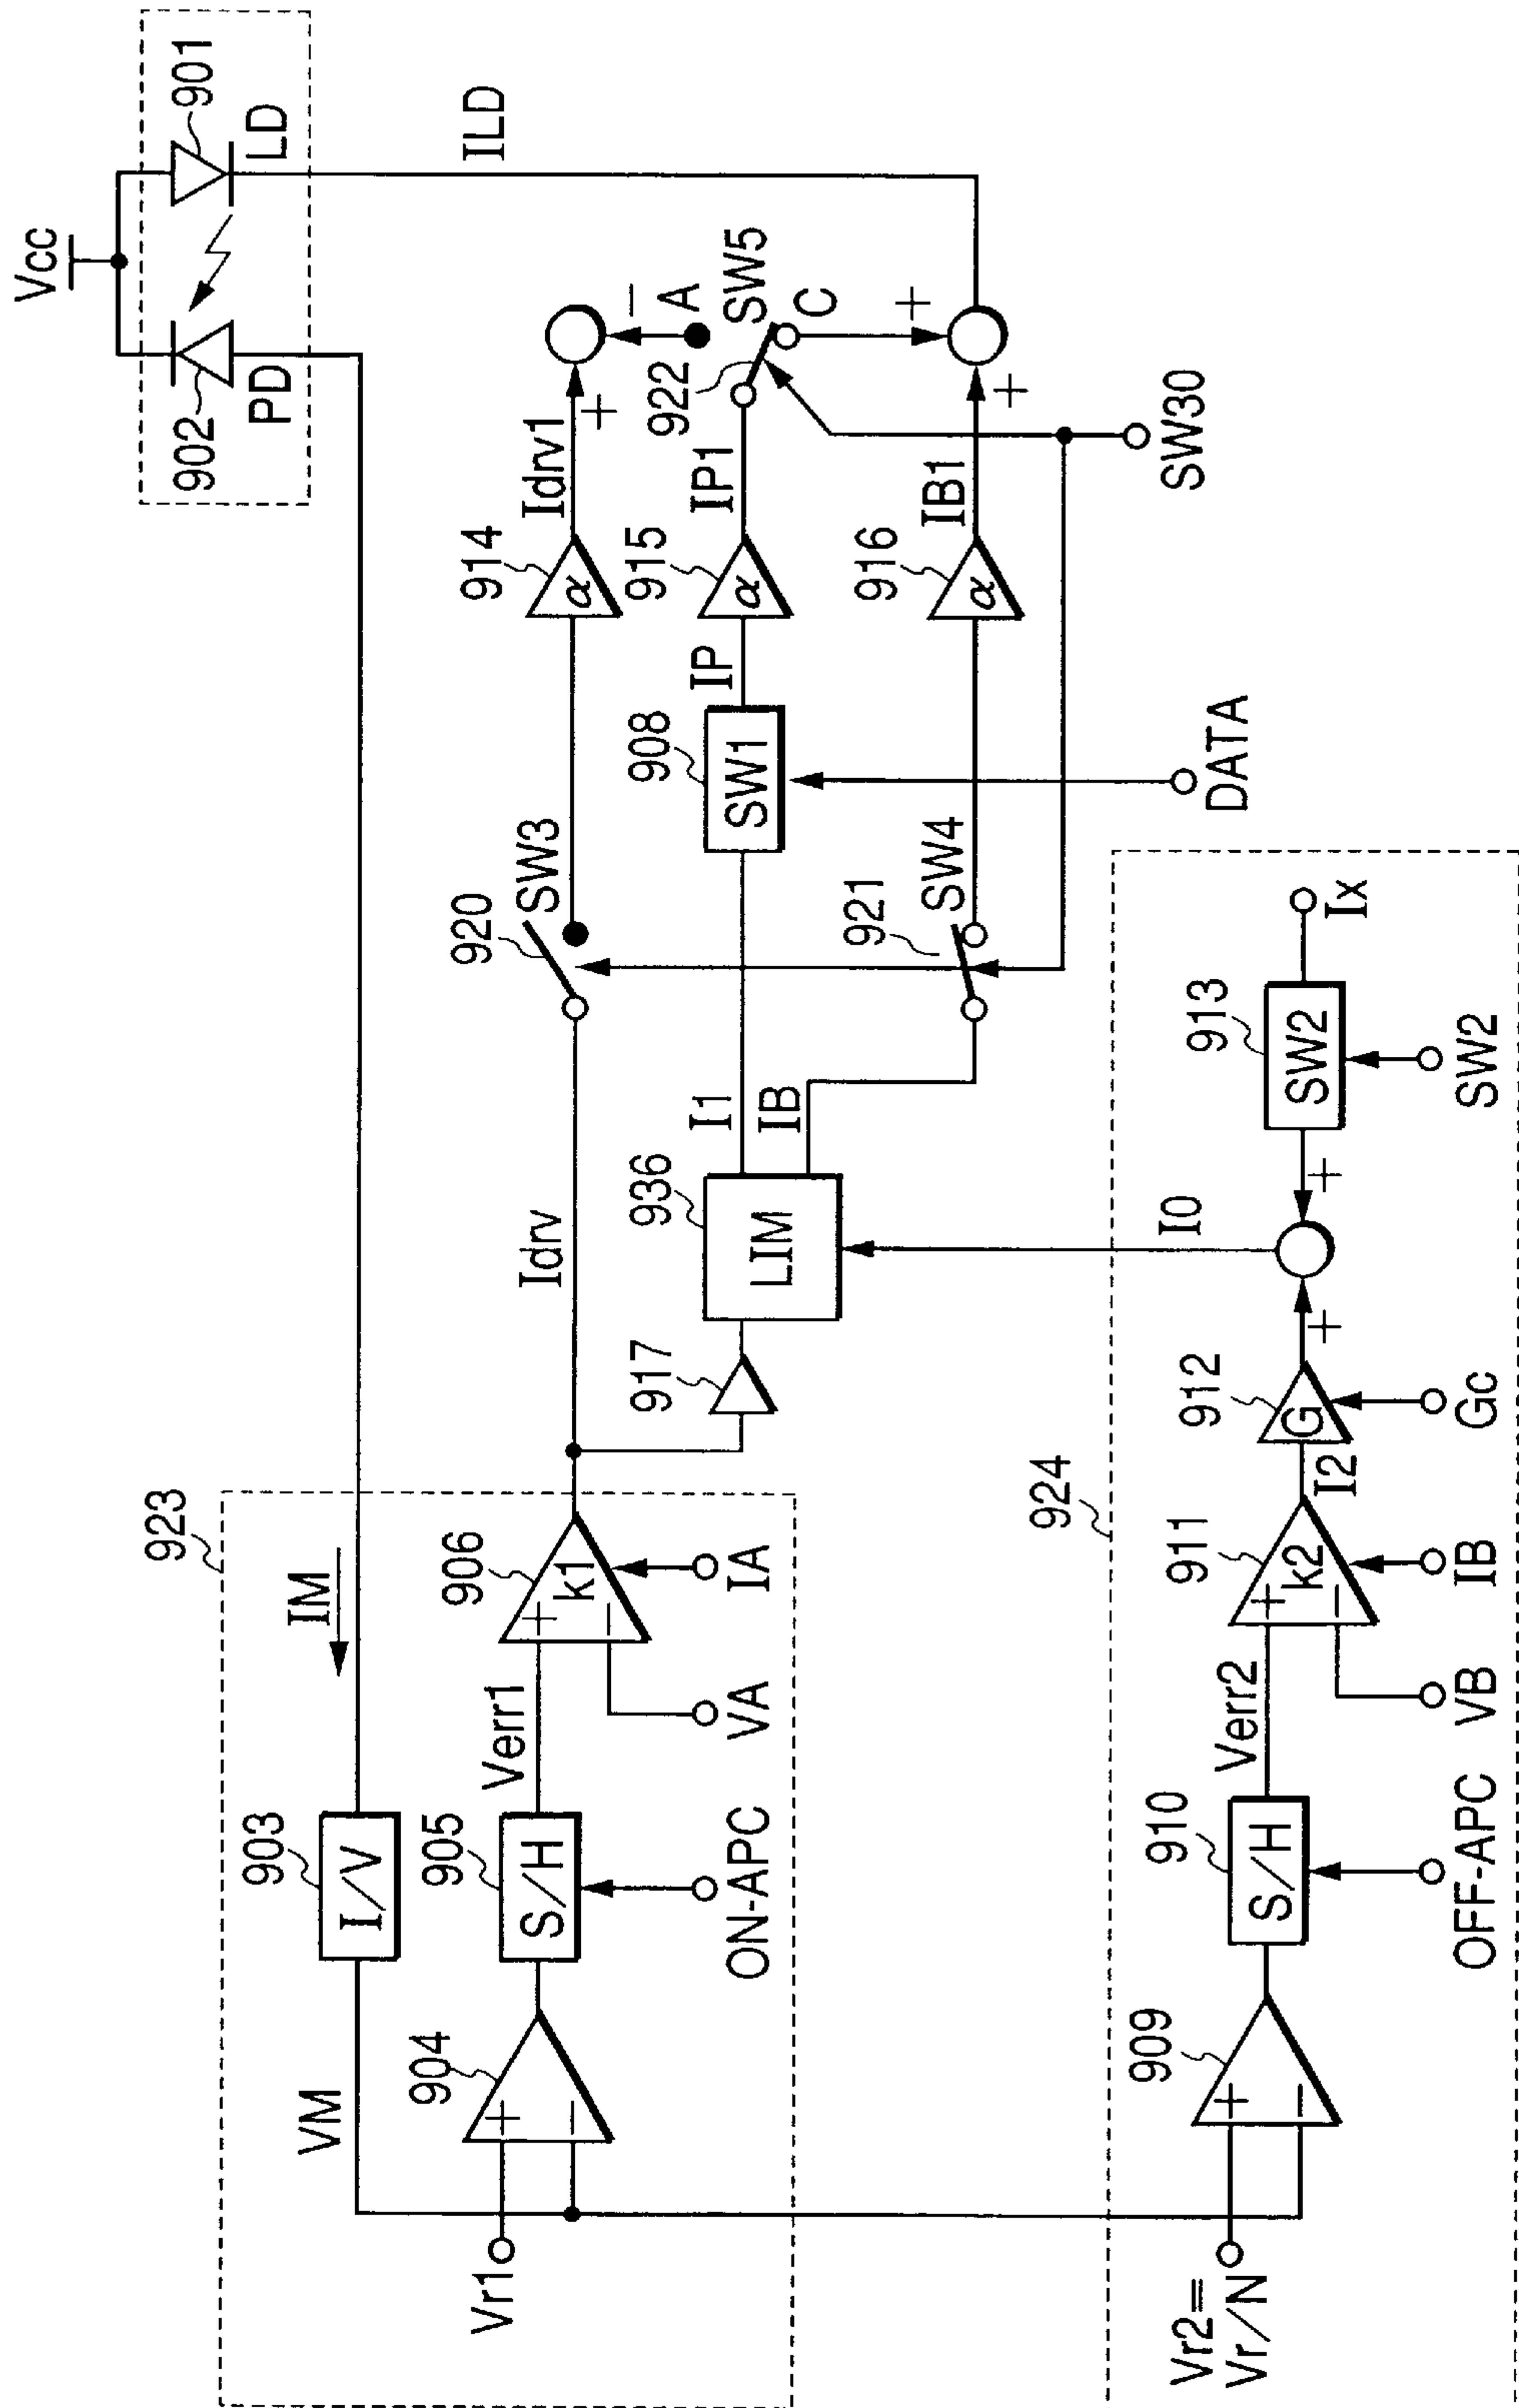 Vcc
901
902
LD
PD
ILD
923
IM
903
I/V
VM
905
S/H
904
Vr1
Verr1
906
k1
VA
IA
ON-APC
Idrv
917
936
LIM
I1
IB
I0
920
SW3
921
SW4
908
SW1
DATA
IP
914
α
915
α
916
α
Idrv1
IP1
IB1
922
SW5
A
C
SW30
924
Vr2=
Vr/N
909
910
S/H
OFF-APC
Verr2
VB
911
k2
IB
I2
912
G
Gc
913
SW2
SW2
Ix
+
−
+
−
+
−
+
−
+
+
+
−
+
+